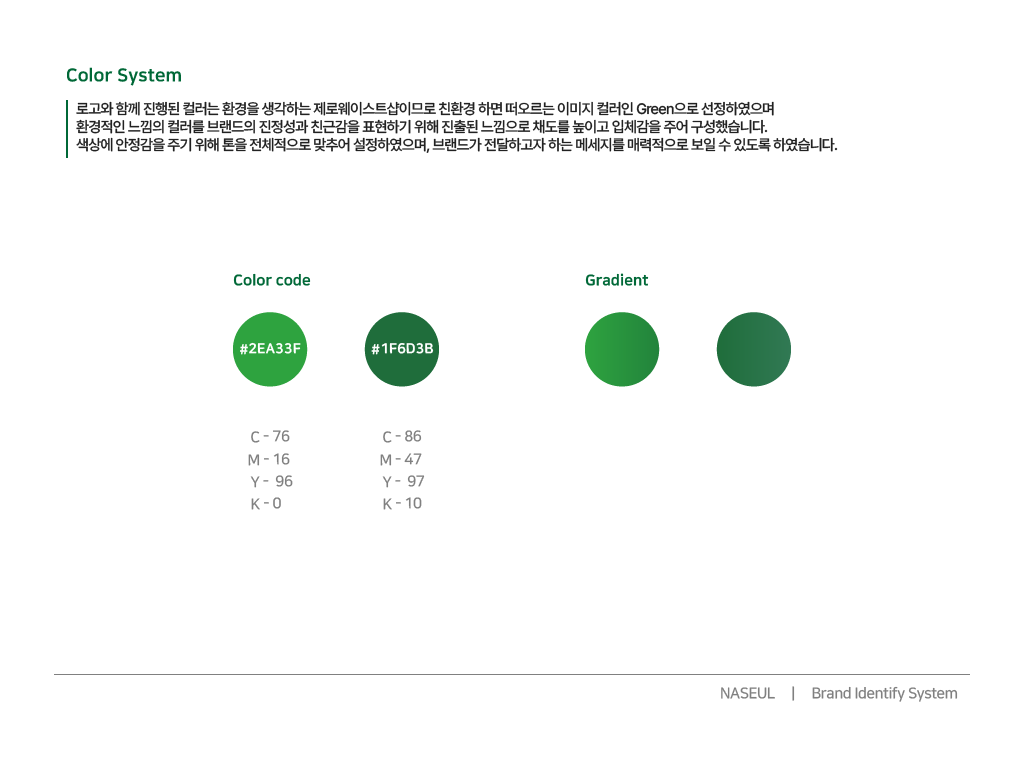 Color System
로고와 함께 진행된 컬러는 환경을 생각하는 제로웨이스트샵이므로 친환경 하면 떠오르는 이미지 컬러인 Green으로 선정하였으며
환경적인 느낌의 컬러를 브랜드의 진정성과 친근감을 표현하기 위해 진출된 느낌으로 채도를 높이고 입체감을 주어 구성했습니다.
색상에 안정감을 주기 위해 톤을 전체적으로 맞추어 설정하였으며, 브랜드가 전달하고자 하는 메세지를 매력적으로 보일 수 있도록 하였습니다.
Color code
#2EA33F
#1F6D3B
C - 76
M - 16
Y - 96
K - 0
C - 86
M - 47
Y - 97
K - 10
Gradient
NASEUL | Brand Identify System